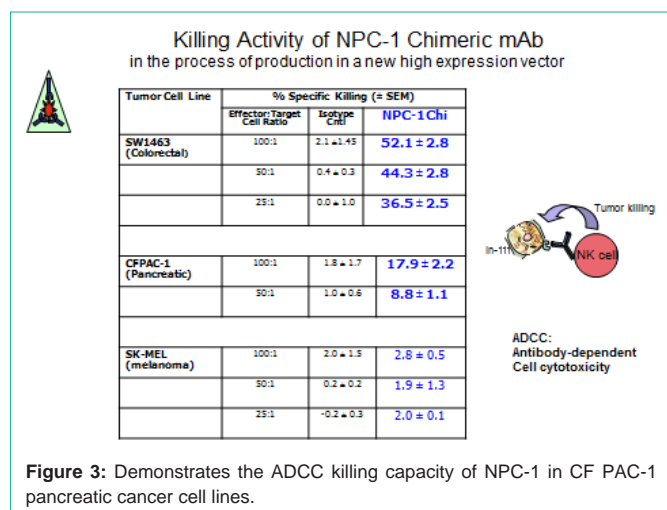 Killing Activity of NPC-1 Chimeric mAb
in the process of production in a new high expression vector
Tumor Cell Line % Specific Killing (± SEM)
Effector:Target Cell Ratio Isotype Cntl NPC-1Chi
SW1463 (Colorectal) 100:1 2.1 ±1.45 52.1 ± 2.8
50:1 0.4 ± 0.3 44.3 ± 2.8
25:1 0.0 ± 1.0 36.5 ± 2.5
CFPAC-1 (Pancreatic) 100:1 1.8 ± 1.7 17.9 ± 2.2
50:1 1.0 ± 0.6 8.8 ± 1.1
SK-MEL (melanoma) 100:1 2.0 ± 1.5 2.8 ± 0.5
50:1 0.2 ± 0.2 1.9 ± 1.3
25:1 -0.2 ± 0.3 2.0 ± 0.1
Tumor killing
In-111
NK cell
ADCC:
Antibody-dependent
Cell cytotoxicity
Figure 3: Demonstrates the ADCC killing capacity of NPC-1 in CF PAC-1
pancreatic cancer cell lines.